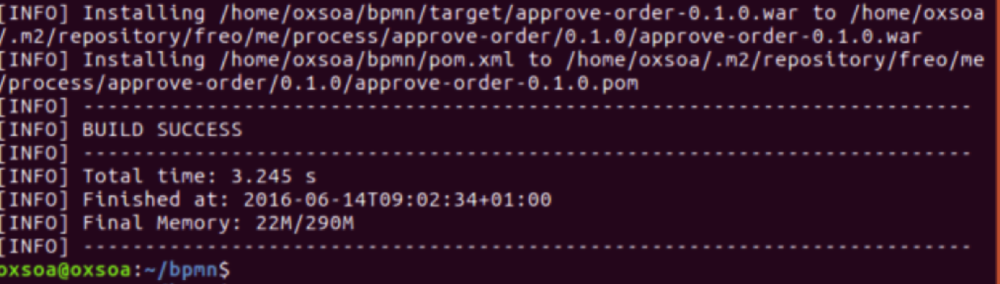 [INFO] Installing /home/oxsoa/bpmn/target/approve-order-0.1.0.war to /home/oxsoa
/.m2/repository/freo/me/process/approve-order/0.1.0/approve-order-0.1.0.war
[INFO] Installing /home/oxsoa/bpmn/pom.xml to /home/oxsoa/.m2/repository/freo/me
/process/approve-order/0.1.0/approve-order-0.1.0.pom
[INFO] ------------------------------------------------------------------------
[INFO] BUILD SUCCESS
[INFO] ------------------------------------------------------------------------
[INFO] Total time: 3.245 s
[INFO] Finished at: 2016-06-14T09:02:34+01:00
[INFO] Final Memory: 22M/290M
[INFO] ------------------------------------------------------------------------
oxsoa@oxsoa:~/bpmn$